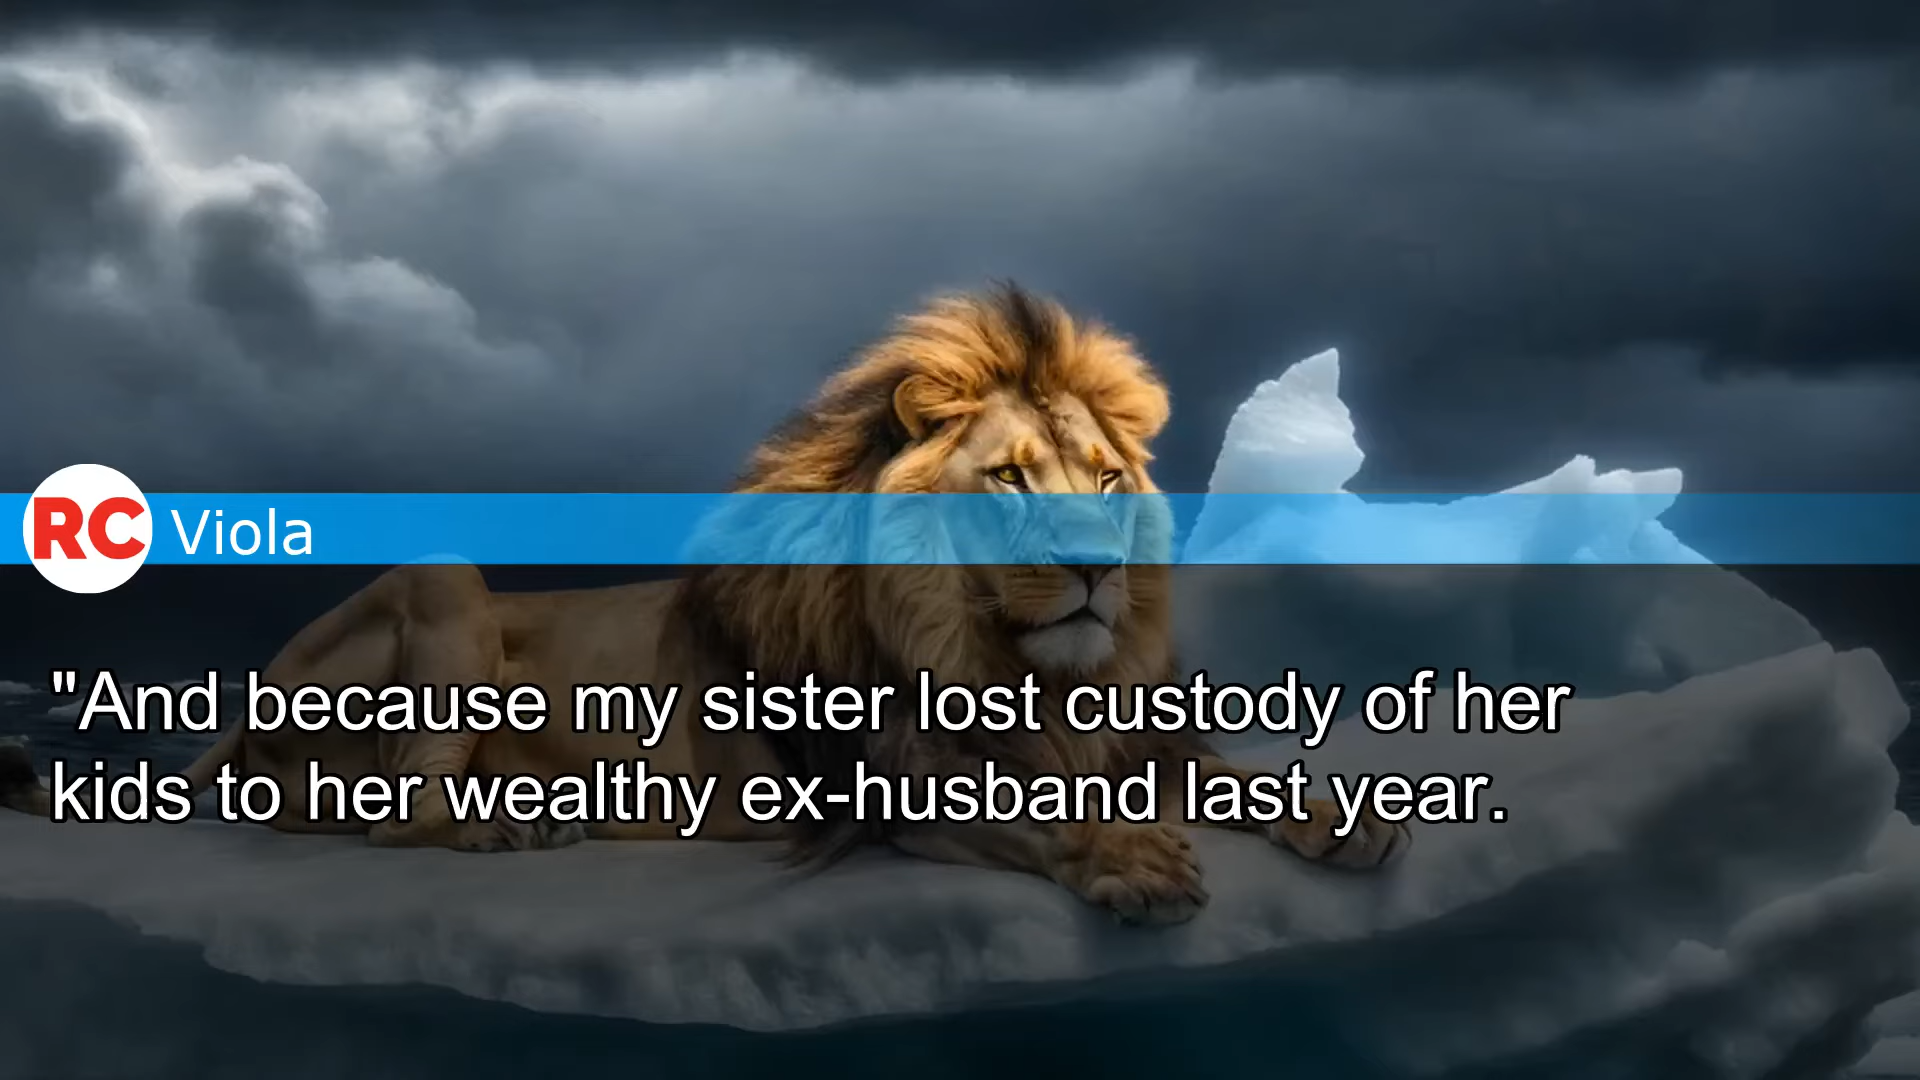 RC Viola
"And because my sister lost custody of her
kids to her wealthy ex-husband last year.